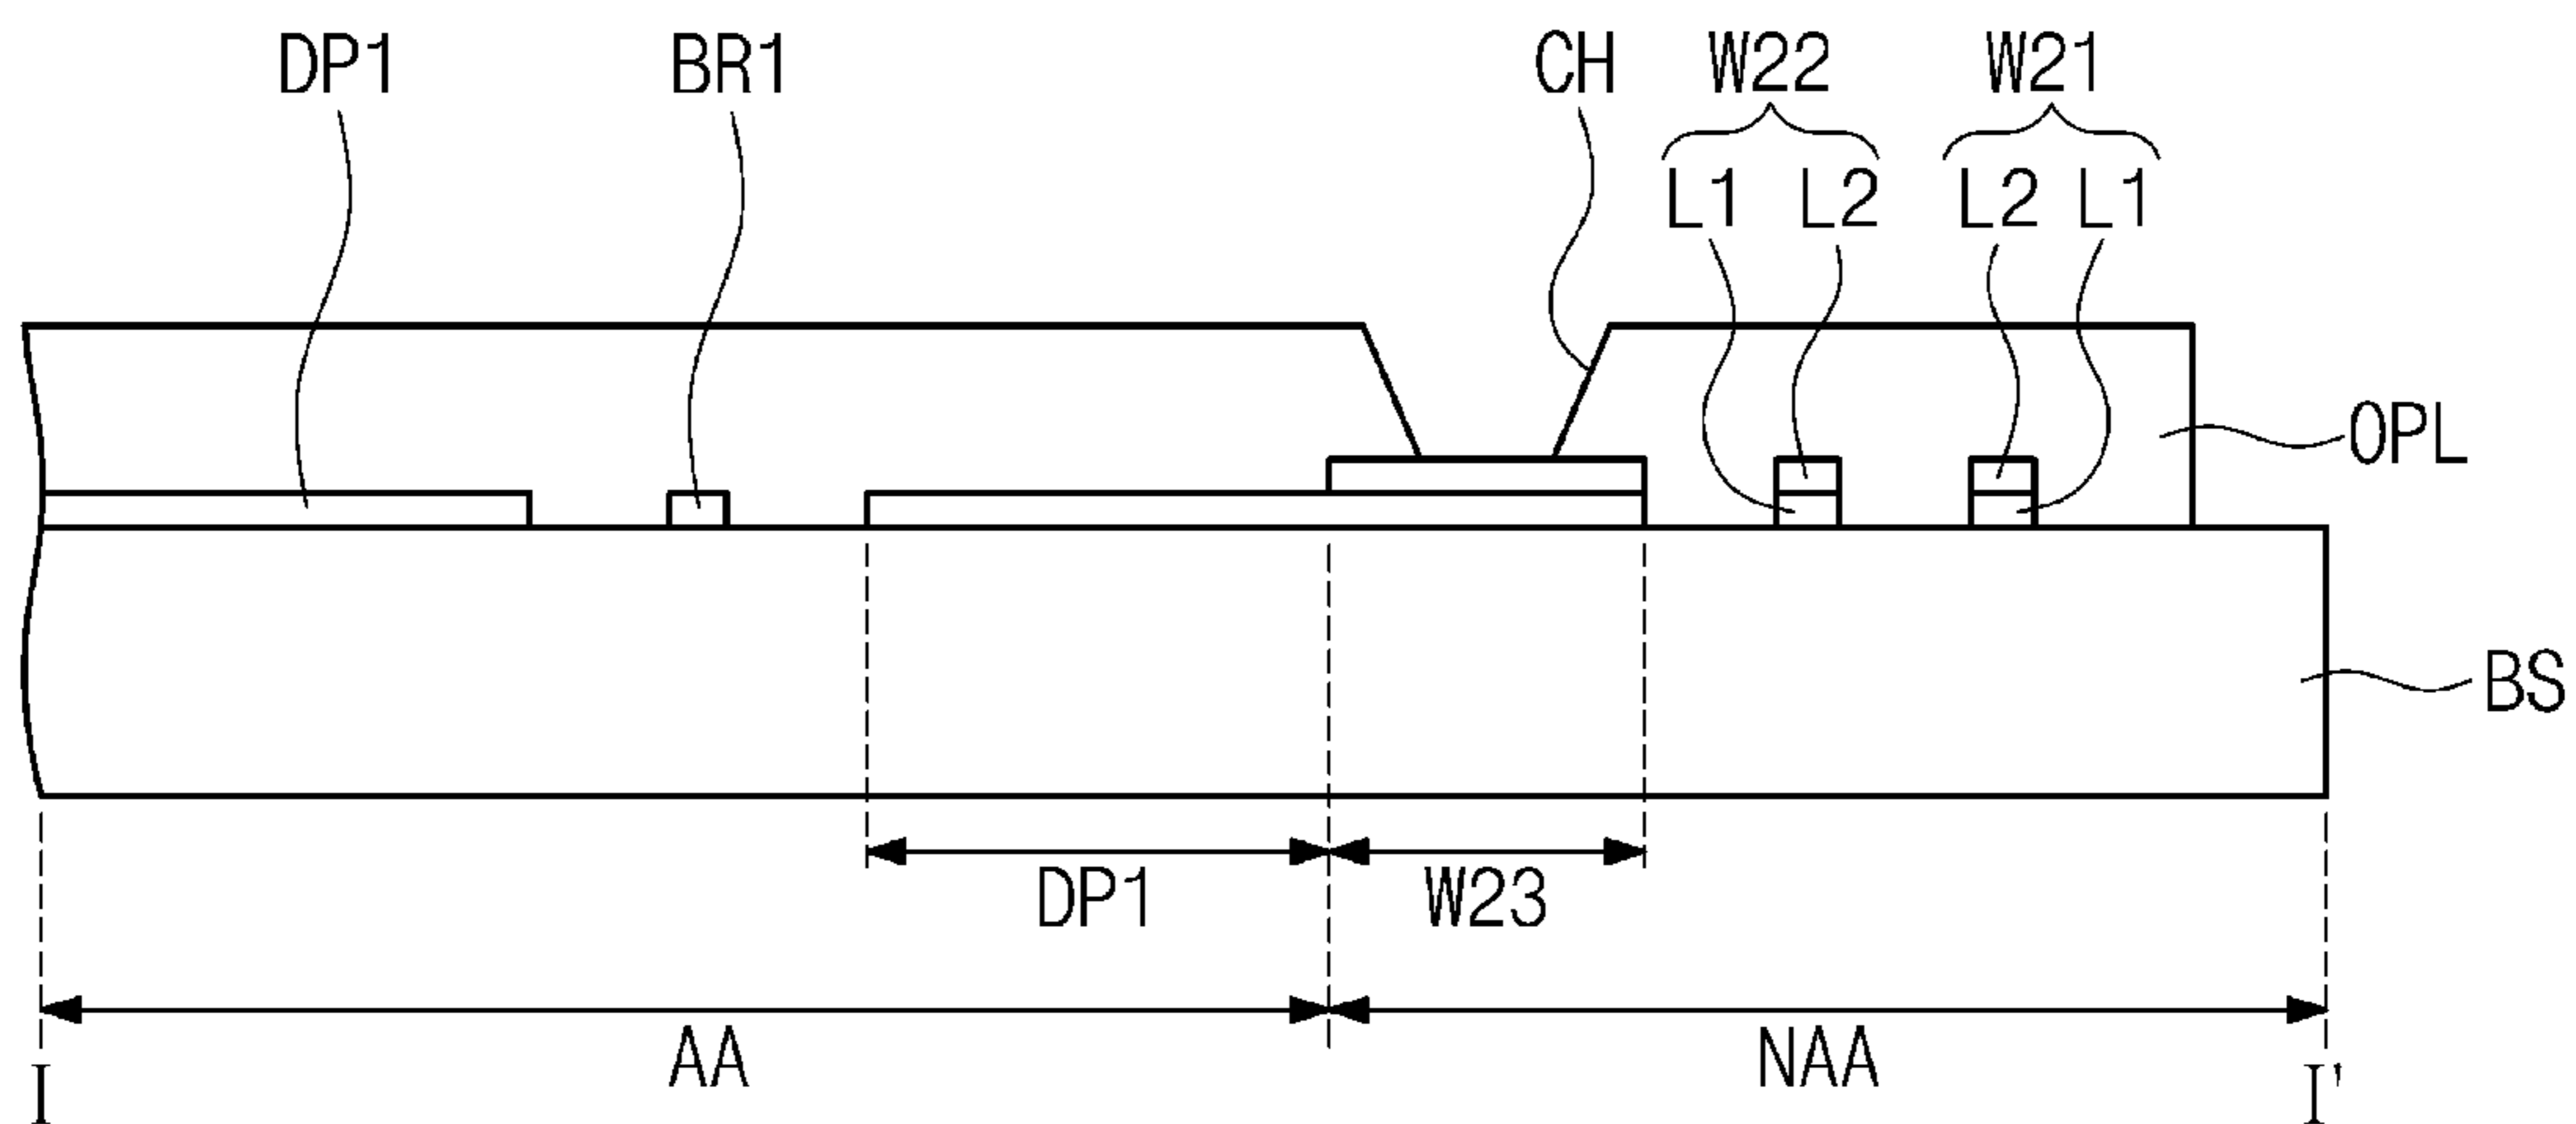 DP1 BR1 CH W22 W21
L1 L2 L2 L1
OPL
BS
DP1 W23
AA NAA
I I'